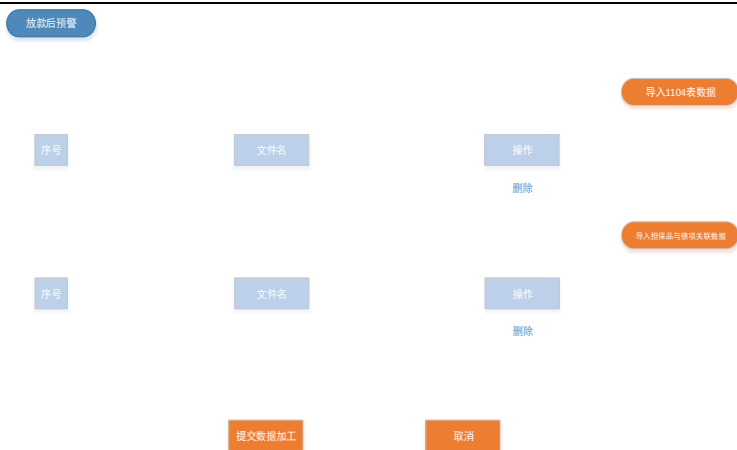 放款后预警
导入1104表数据
序号 文件名 操作
删除
导入担保品与债项关联数据
序号 文件名 操作
删除
提交数据加工 取消